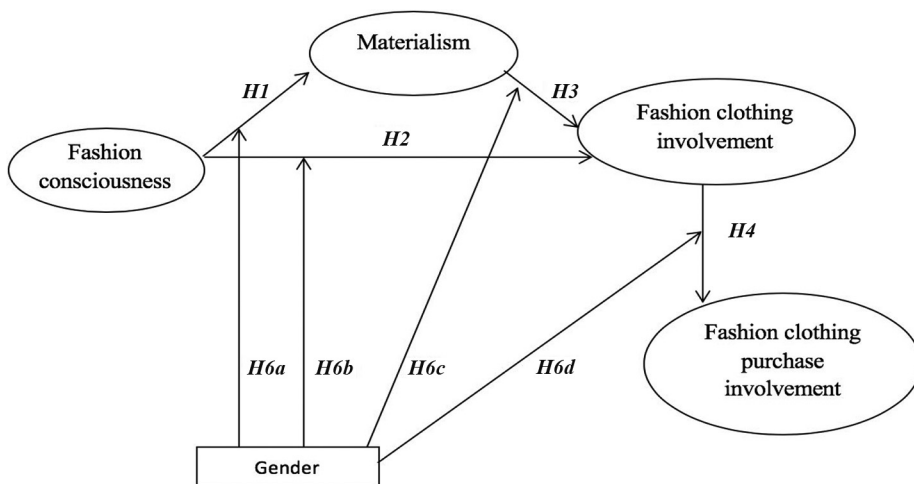 Materialism
H1
H3
Fashion clothing
involvement
H2
Fashion
consciousness
H4
Fashion clothing
purchase
involvement
H6a
H6b
H6c
H6d
Gender